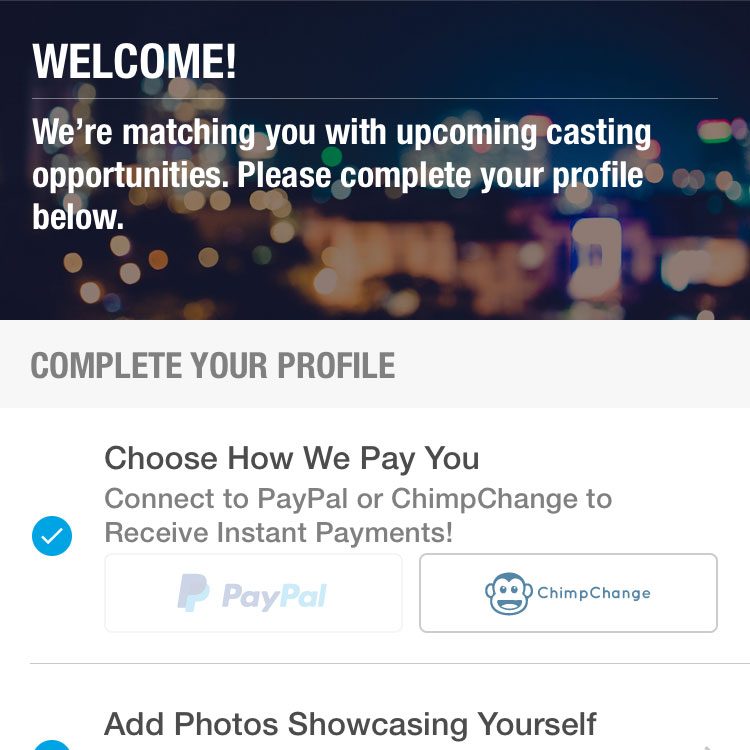 WELCOME!
We’re matching you with upcoming casting
opportunities. Please complete your profile
below.
COMPLETE YOUR PROFILE
Choose How We Pay You
Connect to PayPal or ChimpChange to
Receive Instant Payments!
PayPal
ChimpChange
Add Photos Showcasing Yourself